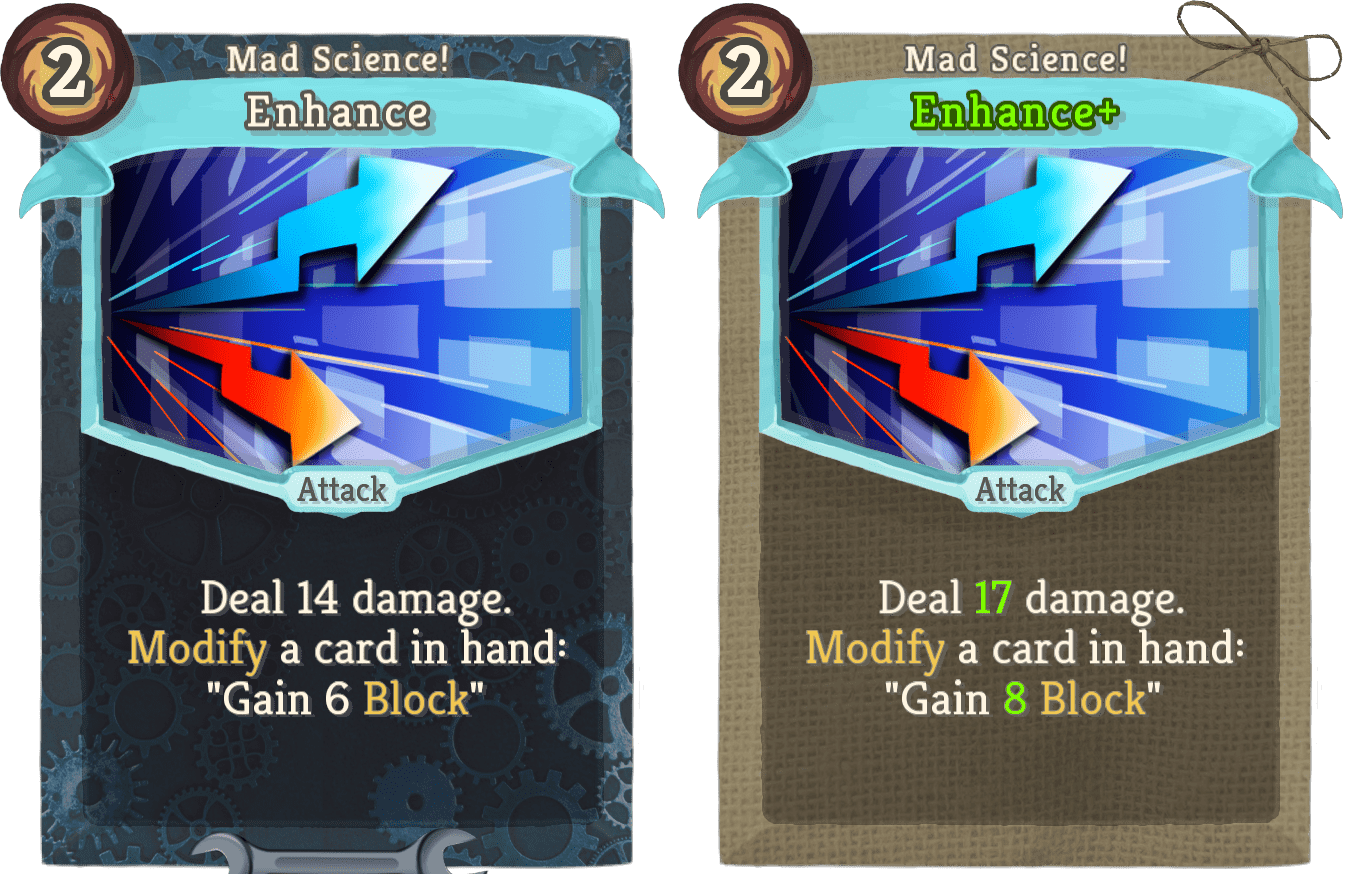 2
Mad Science!
Enhance
Attack
Deal 14 damage.
Modify a card in hand:
"Gain 6 Block"
2
Mad Science!
Enhance+
Attack
Deal 17 damage.
Modify a card in hand:
"Gain 8 Block"